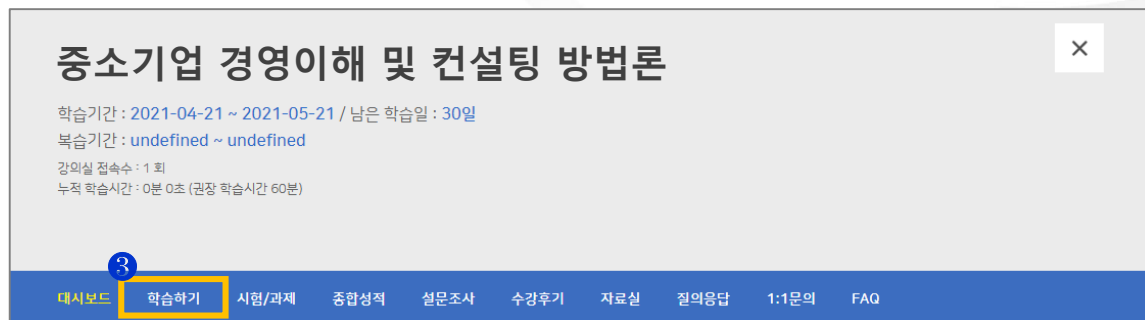 중소기업 경영이해 및 컨설팅 방법론
×
학습기간 : 2021-04-21 ~ 2021-05-21 / 남은 학습일 : 30일
복습기간 : undefined ~ undefined
강의실 접속수 : 1 회
누적 학습시간 : 0분 0초 (권장 학습시간 60분)
3
대시보드 학습하기 시험/과제 종합성적 설문조사 수강후기 자료실 질의응답 1:1문의 FAQ